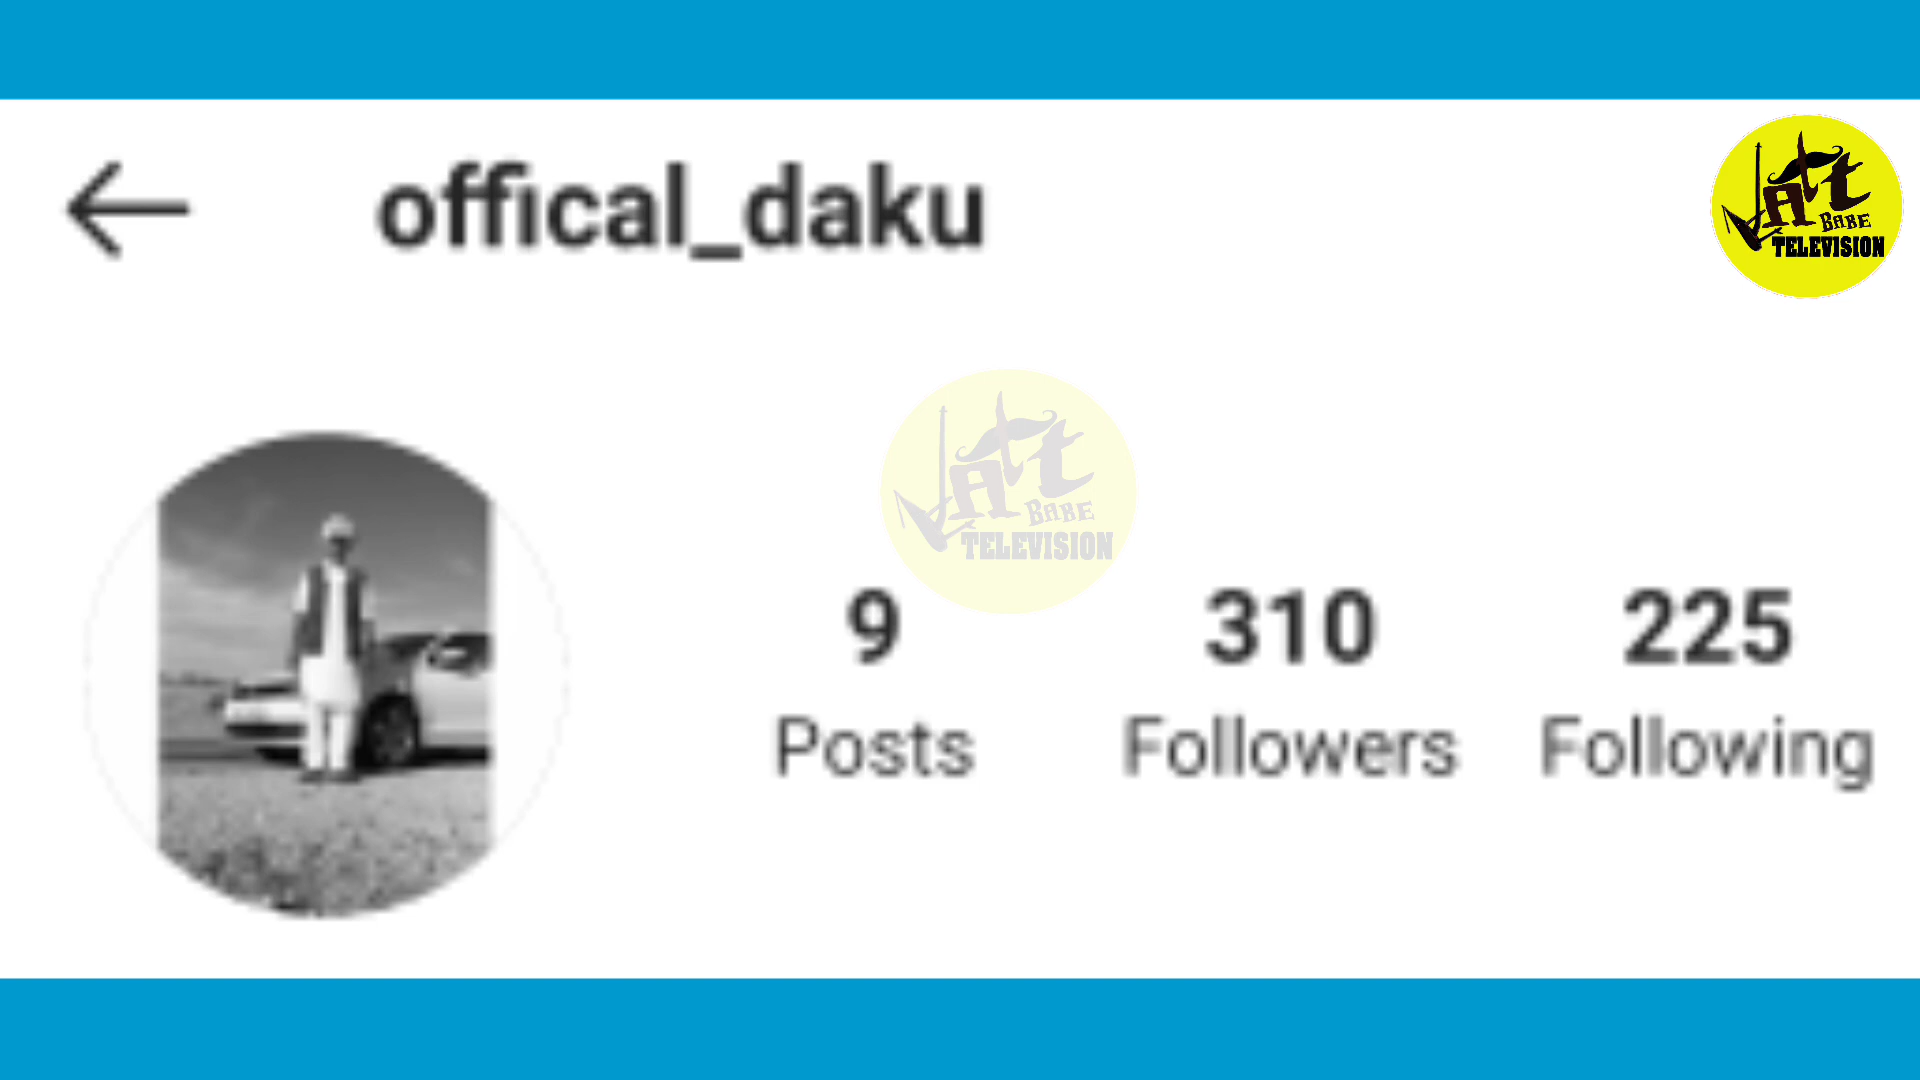 offical_daku
Jatt
BABE
TELEVISION
Jatt
BABE
TELEVISION
9 310 225
Posts Followers Following